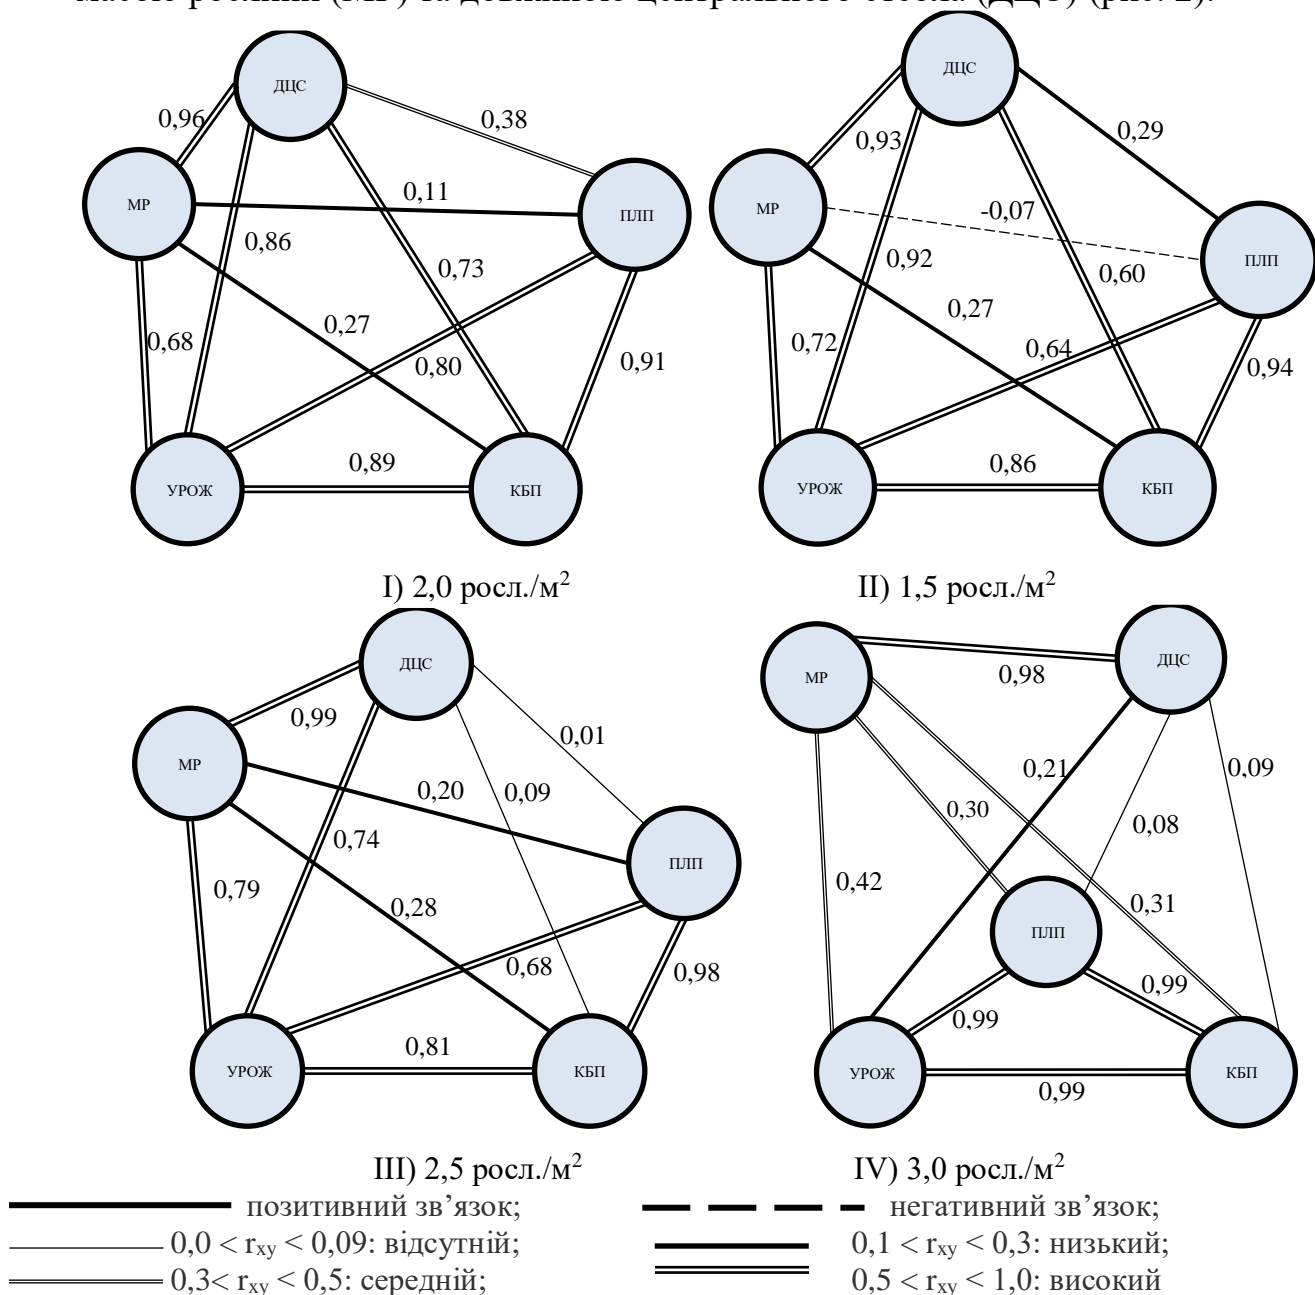 ДЦС
0,96
0,38
МР
0,11
ПЛП
0,86
0,73
0,68
0,27
0,80
0,91
УРОЖ
0,89
КБП
I) 2,0 росл./м²
ДЦС
0,93
0,29
МР
-0,07
ПЛП
0,92
0,60
0,72
0,27
0,64
0,94
УРОЖ
0,86
КБП
II) 1,5 росл./м²
ДЦС
0,99
0,01
МР
0,20
0,09
ПЛП
0,74
0,79
0,28
0,68
0,98
УРОЖ
0,81
КБП
III) 2,5 росл./м²
МР
ДЦС
0,98
0,21
0,09
0,30
0,08
0,42
0,31
ПЛП
0,99
0,99
УРОЖ
0,99
КБП
IV) 3,0 росл./м²
позитивний зв’язок;
негативний зв’язок;
0,0 < rxy < 0,09: відсутній;
0,1 < rxy < 0,3: низький;
0,3< rxy < 0,5: середній;
0,5 < rxy < 1,0: високий